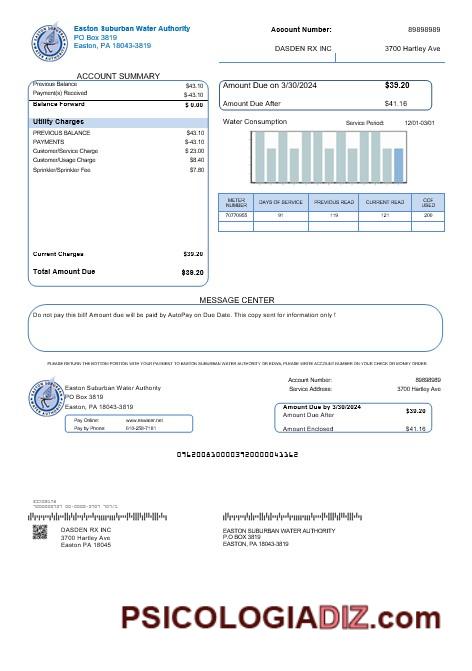 Easton Suburban Water Authority
PO Box 3819
Easton, PA 18043-3819
Account Number: 89898989
DASDEN RX INC 3700 Hartley Ave
ACCOUNT SUMMARY
Previous Balance $43.10
Payment(s) Received $-43.10
Balance Forward $ 0.00
Utility Charges
PREVIOUS BALANCE $43.10
PAYMENTS $-43.10
Customer/Service Charge $ 23.00
Customer/Usage Charge $8.40
Sprinkler/Sprinkler Fee $7.80
Current Charges $39.20
Total Amount Due $39.20
Amount Due on 3/30/2024 $39.20
Amount Due After $41.16
Water Consumption Service Period: 12/01-03/01
METER NUMBER DAYS OF SERVICE PREVIOUS READ CURRENT READ CCF USED
70770955 91 119 121 200
MESSAGE CENTER
Do not pay this bill! Amount due will be paid by AutoPay on Due Date. This copy sent for information only !
PLEASE RETURN THE BOTTOM PORTION WITH YOUR PAYMENT TO EASTON SUBURBAN WATER AUTHORITY OR ESWA, PLEASE WRITE ACCOUNT NUMBER ON YOUR CHECK OR MONEY ORDER
Easton Suburban Water Authority
PO Box 3819
Easton, PA 18043-3819
Pay Online: www.eswater.net
Pay by Phone: 610-258-7181
Account Number: 89898989
Service Address: 3700 Hartley Ave
Amount Due by 3/30/2024 $39.20
Amount Due After
Amount Enclosed $41.16
DASDEN RX INC
3700 Hartley Ave
Easton PA 18045
EASTON SUBURBAN WATER AUTHORITY
P.O BOX 3819
EASTON, PA 18043-3819
PSICOLOGIADIZ.com